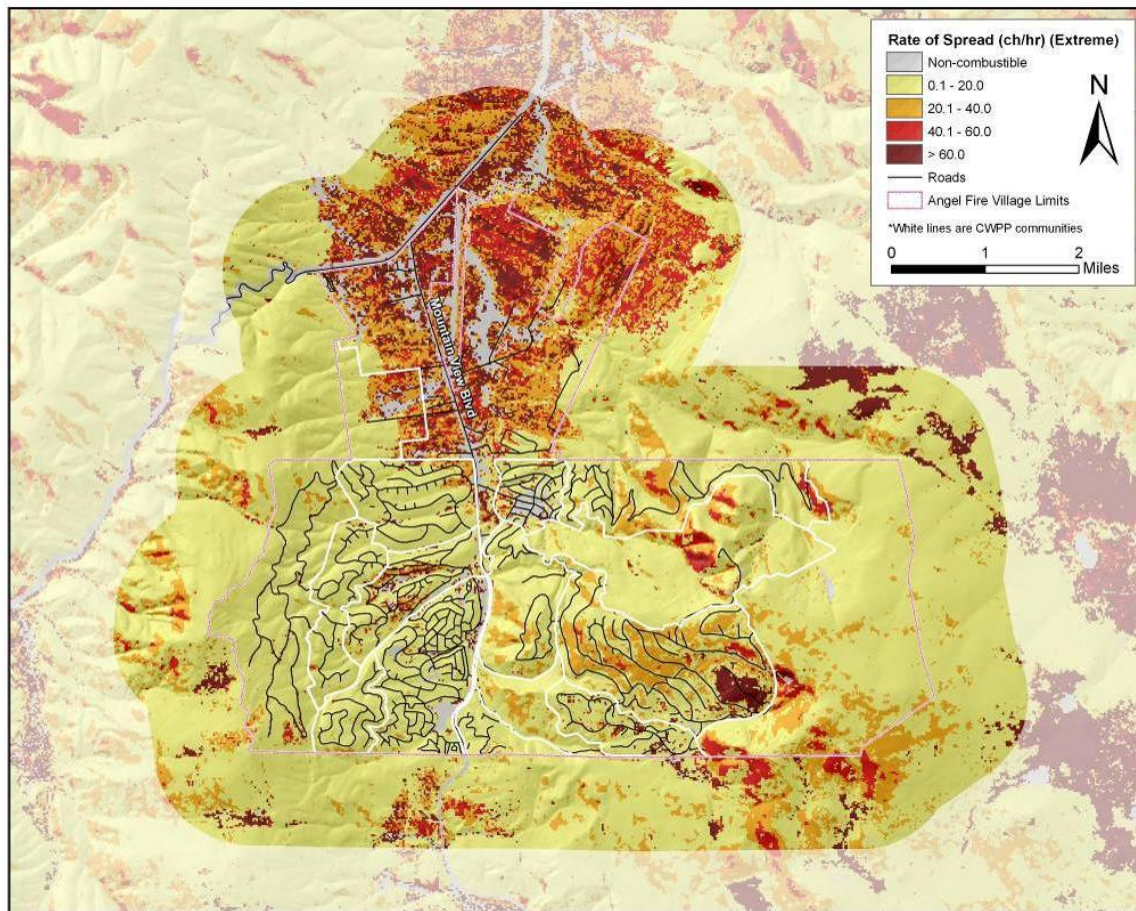 Rate of Spread (ch/hr) (Extreme)
Non-combustible
0.1 - 20.0
20.1 - 40.0
40.1 - 60.0
> 60.0
Roads
Angel Fire Village Limits
*White lines are CWPP communities
0 1 2
Miles
N
Mountain View Blvd